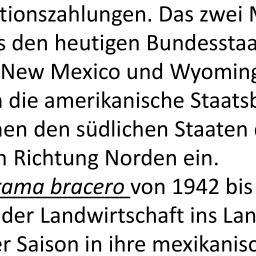 tionszahlungen. Das zwei
s den heutigen Bundesstaa
New Mexico und Wyoming
die amerikanische Staatsb
nen den südlichen Staaten
n Richtung Norden ein.
rama bracero von 1942 bis
der Landwirtschaft ins Lan
er Saison in ihre mexikanisc